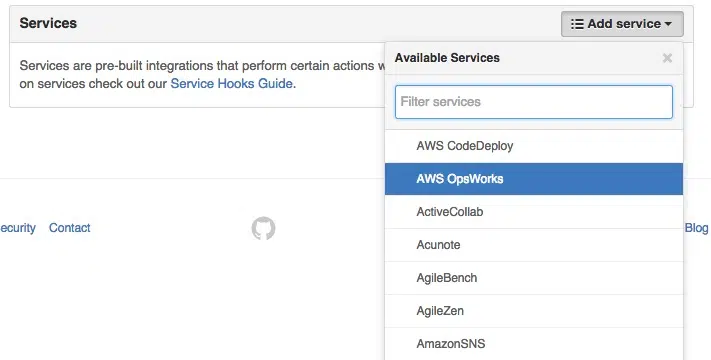 Services
Add service
Services are pre-built integrations that perform certain actions
on services check out our Service Hooks Guide.
Available Services
Filter services
AWS CodeDeploy
AWS OpsWorks
ActiveCollab
Acunote
AgileBench
AgileZen
AmazonSNS
ecurity Contact
Blog